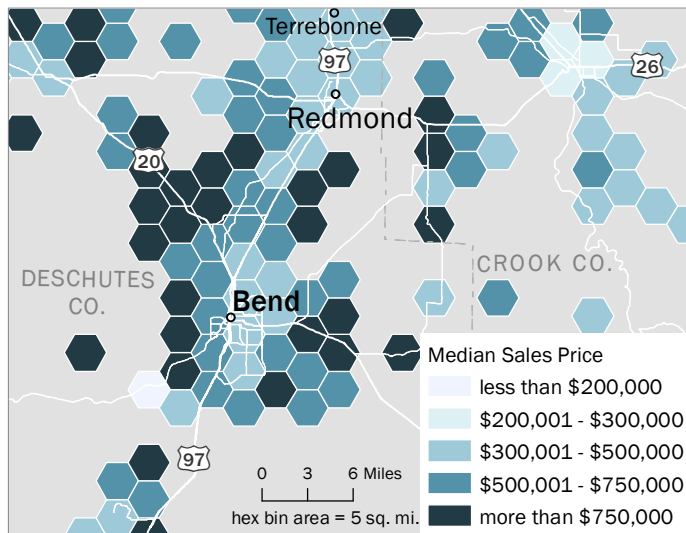 Terrebonne
97
26
Redmond
20
DESCHUTES
CO.
CROOK CO.
Bend
97
0 3 6 Miles
hex bin area = 5 sq. mi.
Median Sales Price
less than $200,000
$200,001 - $300,000
$300,001 - $500,000
$500,001 - $750,000
more than $750,000